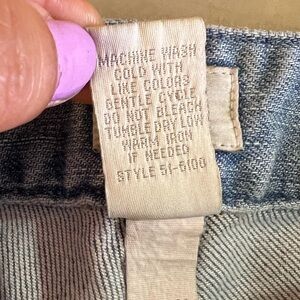 MACHINE WASH
COLD WITH
LIKE COLORS
GENTLE CYCLE
DO NOT BLEACH
TUMBLE DRY LOW
WARM IRON
IF NEEDED
STYLE 51-6100